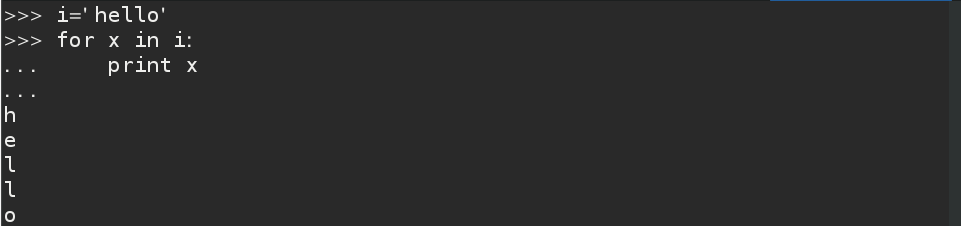 >>> i='hello'
>>> for x in i:
...     print x
...
h
e
l
l
o